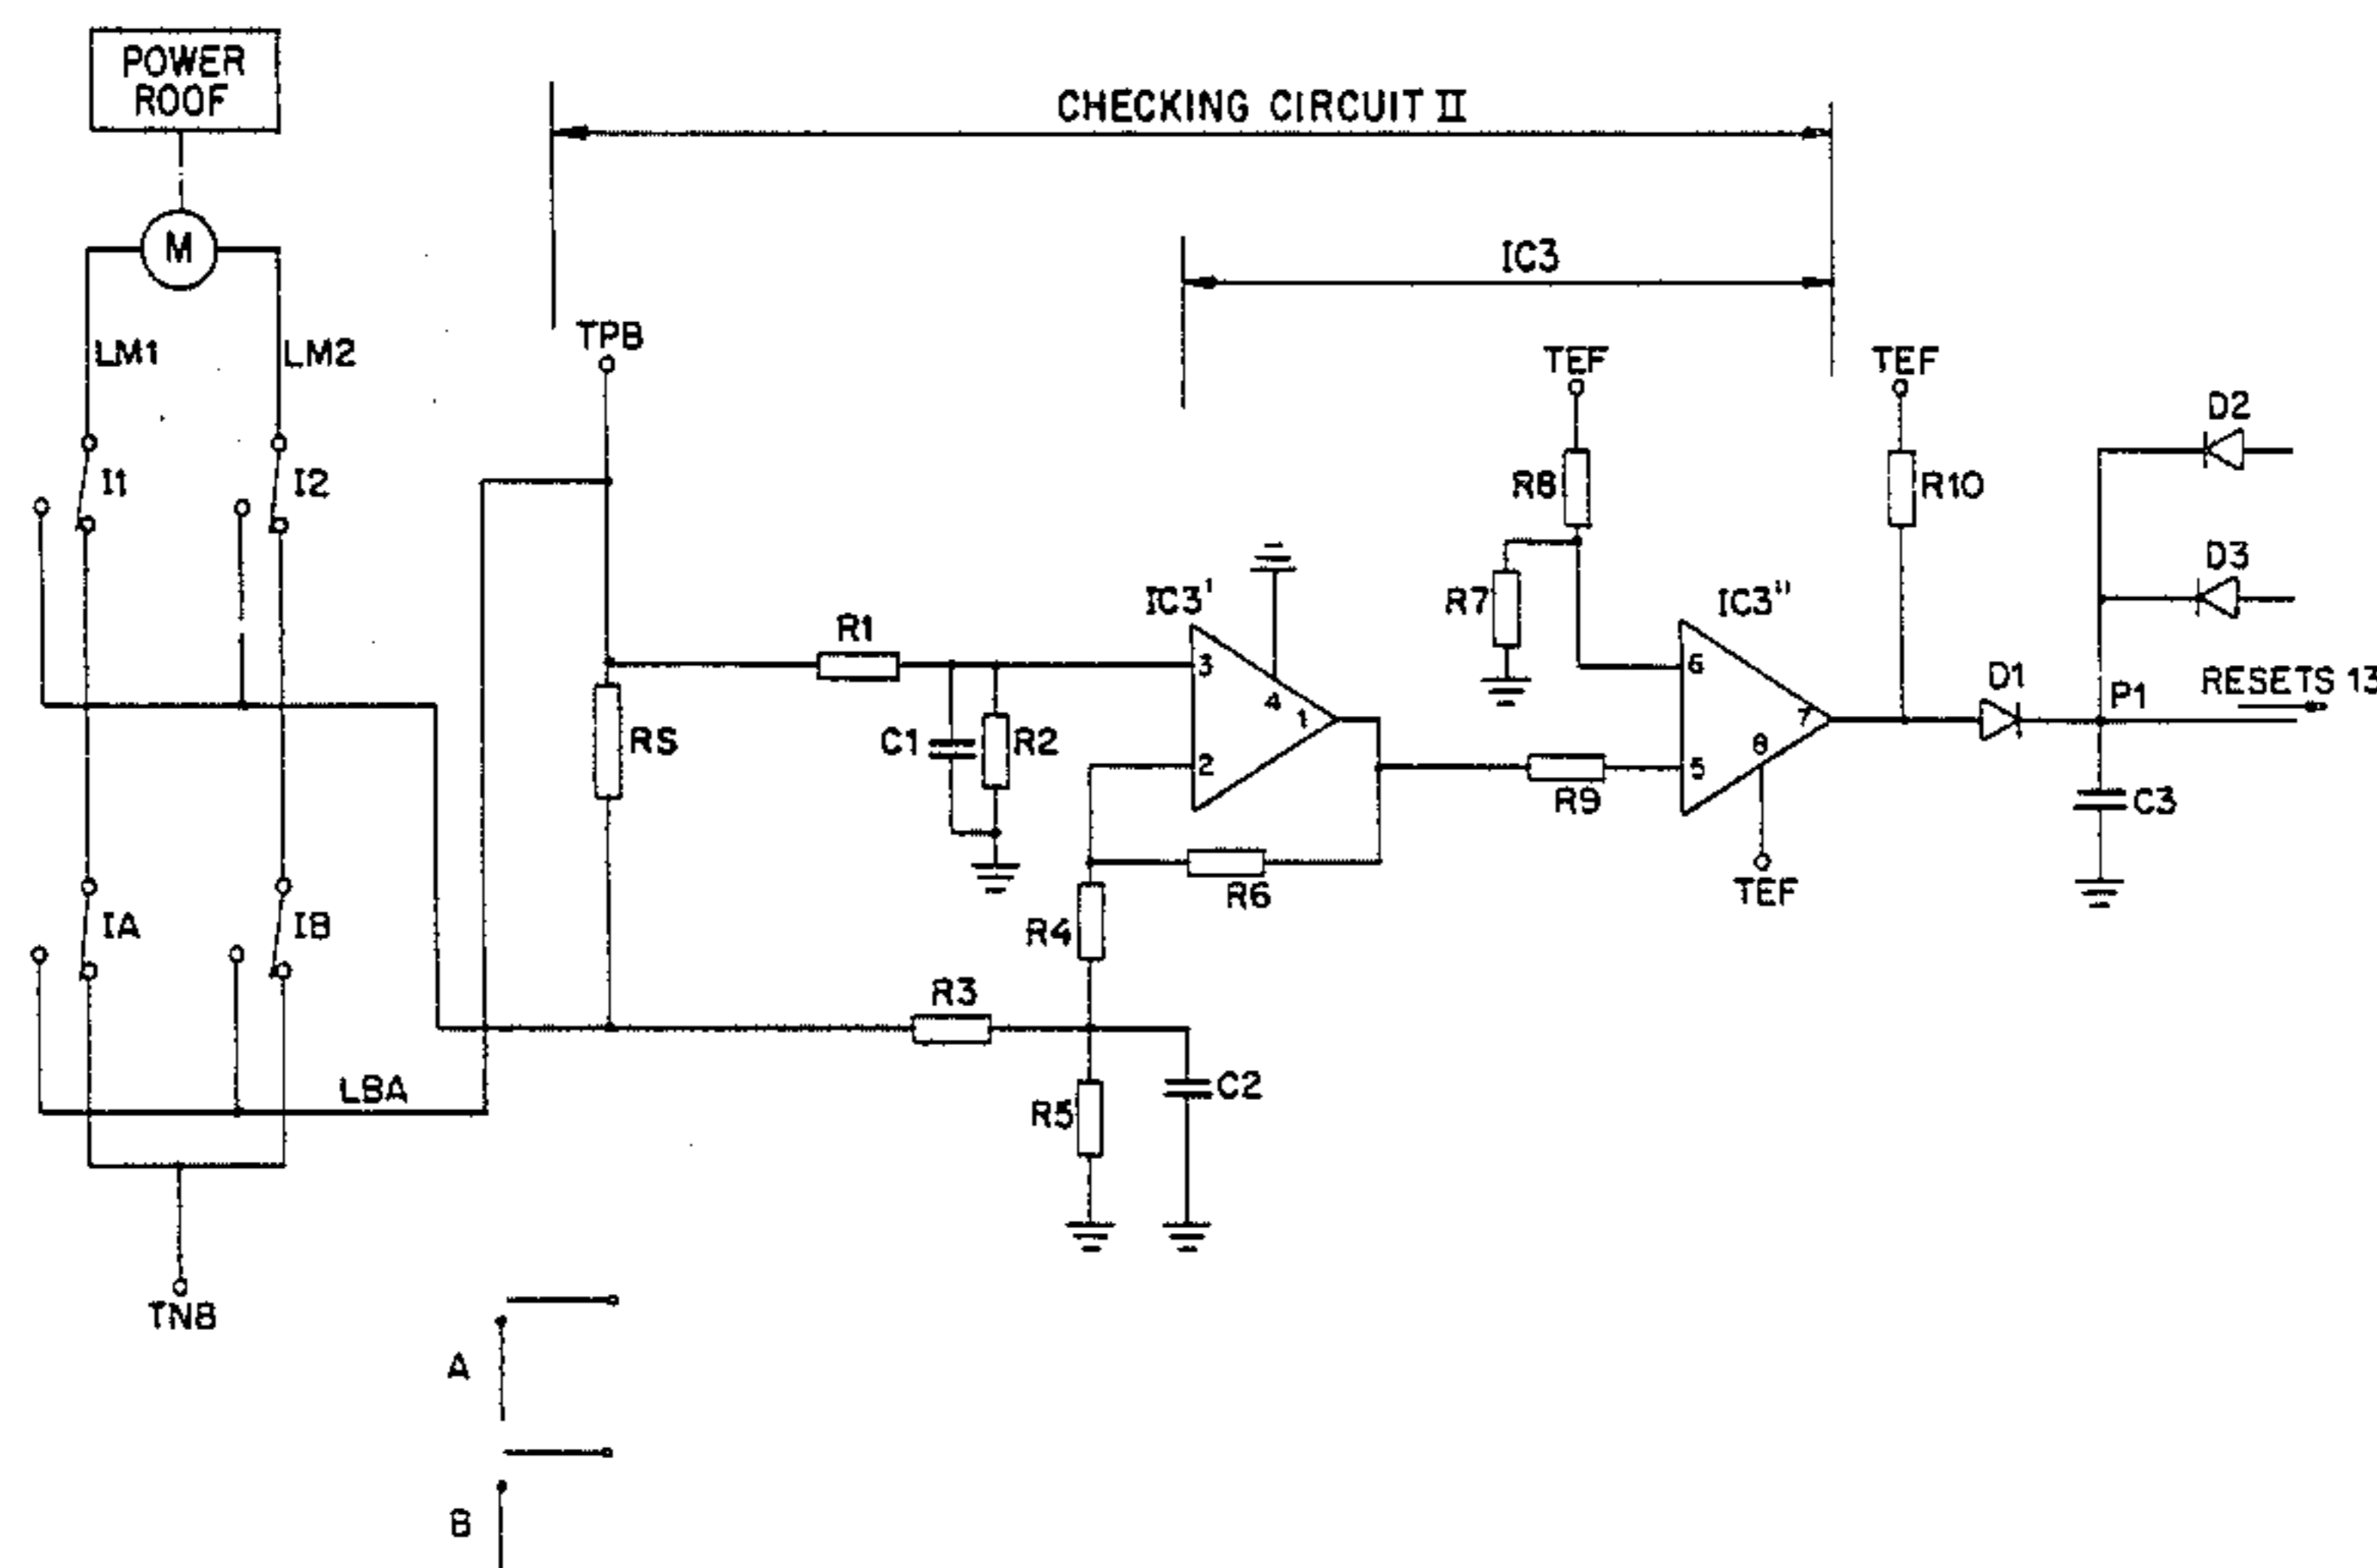 POWER
ROOF
CHECKING CIRCUIT II
M
IC3
LM1
LM2
TPB
TEF
TEF
D2
I1
I2
R8
R10
D3
R1
IC3'
R7
IC3"
3
4
1
6
D1
P1
RESETS 13
RS
C1
R2
2
7
8
5
R9
C3
TEF
R6
IA
IB
R4
R3
LBA
R5
C2
TNB
A
B